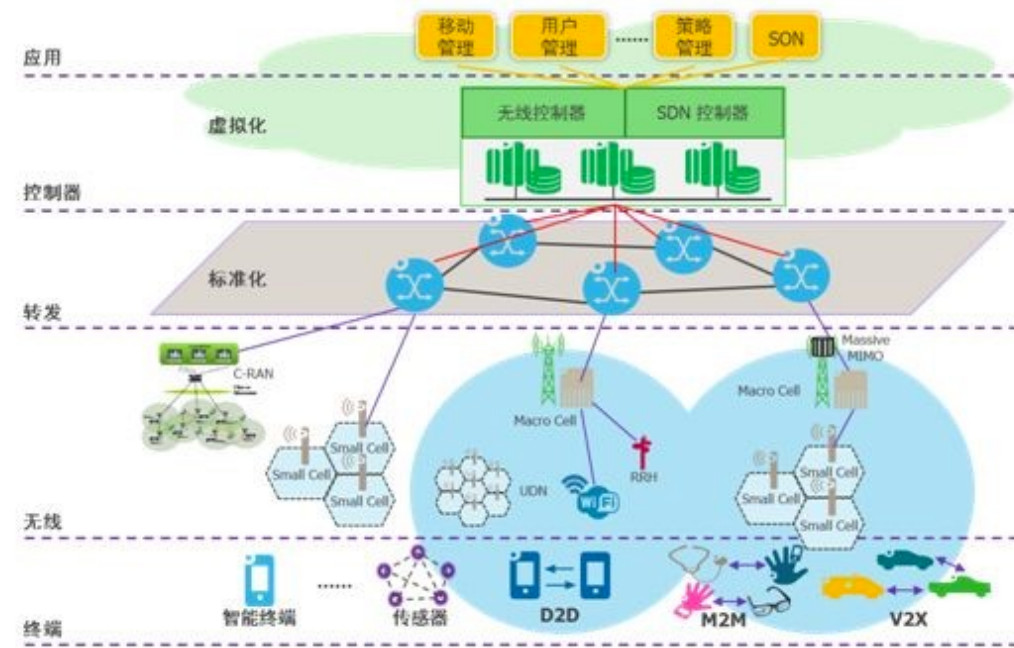 移动
管理
用户
管理
······
策略
管理
SON
应用
无线控制器
SDN 控制器
虚拟化
控制器
标准化
转发
C-RAN
Massive
MIMO
Macro Cell
Macro Cell
Small Cell
Small Cell
Small Cell
RRH
UDN
WiFi
Small Cell
Small Cell
Small Cell
无线
智能终端
······
传感器
D2D
M2M
V2X
终端